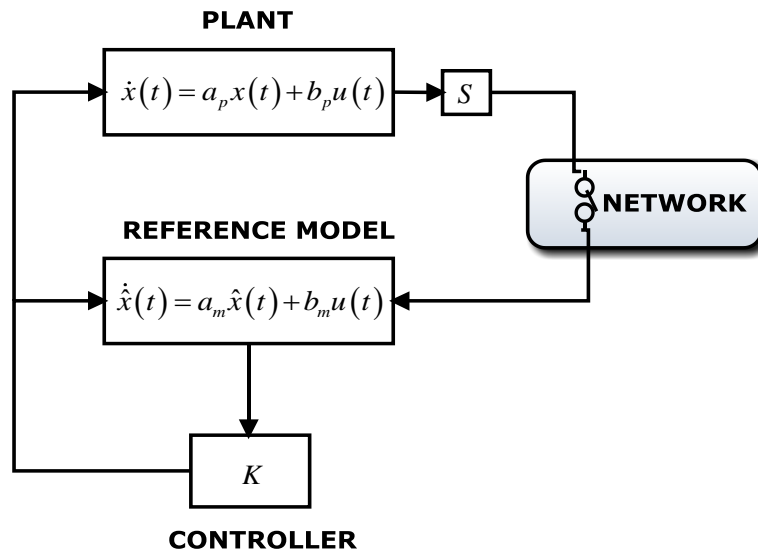 PLANT
ẋ(t) = a_p x(t) + b_p u(t)
S
NETWORK
REFERENCE MODEL
x̂̇(t) = a_m x̂(t) + b_m u(t)
K
CONTROLLER